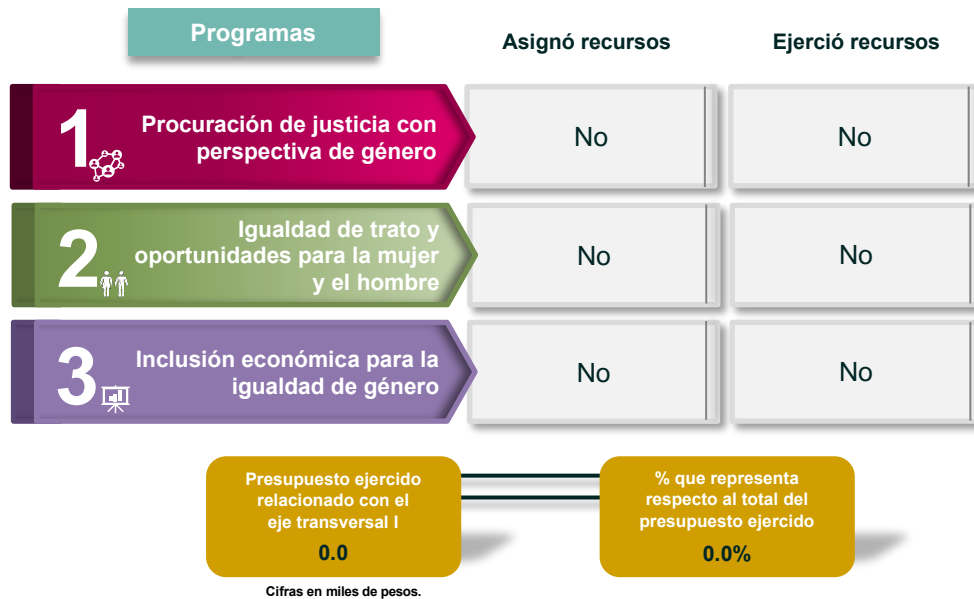 Programas
Asignó recursos
Ejerció recursos
1
Procuración de justicia con
perspectiva de género
No
No
2
Igualdad de trato y
oportunidades para la mujer
y el hombre
No
No
3
Inclusión económica para la
igualdad de género
No
No
Presupuesto ejercido
relacionado con el
eje transversal I
0.0
% que representa
respecto al total del
presupuesto ejercido
0.0%
Cifras en miles de pesos.